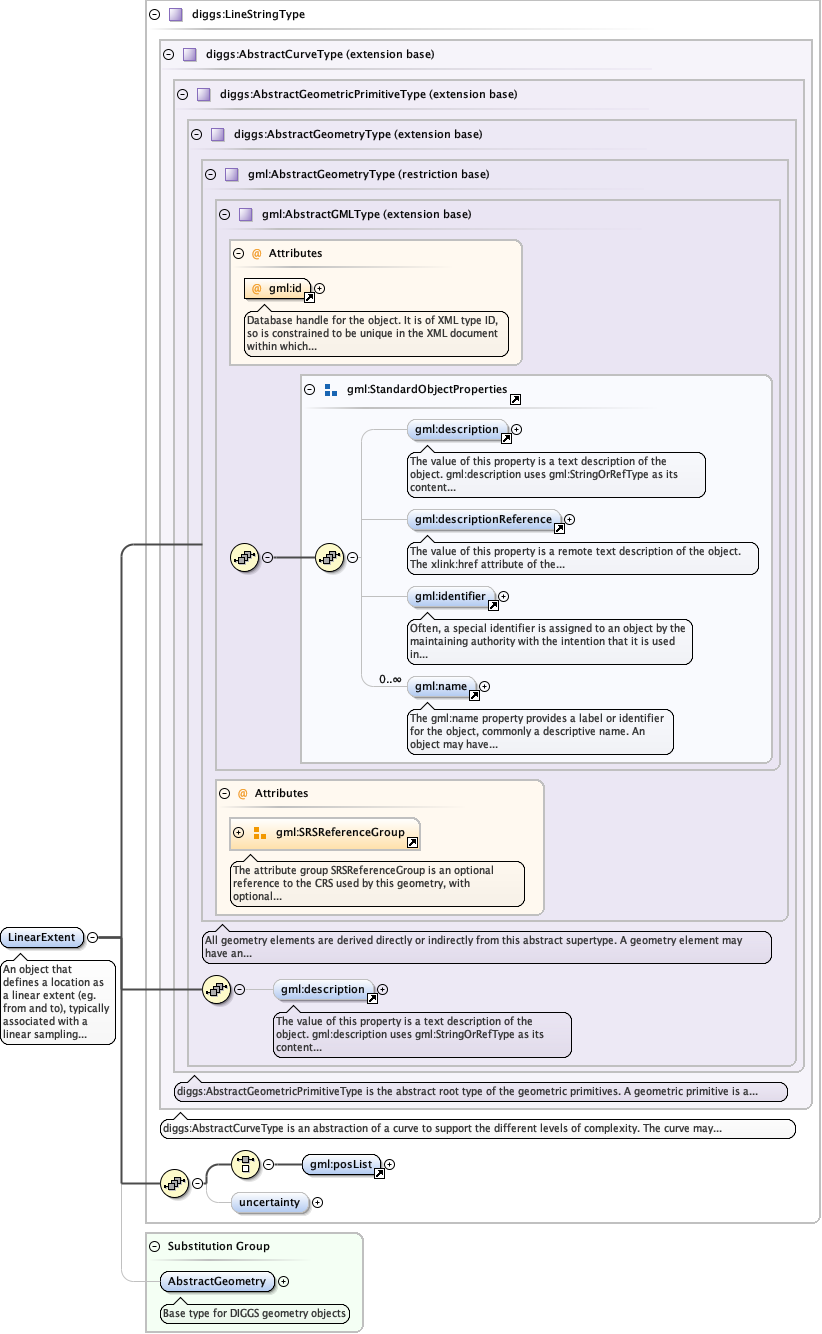 diggs:LineStringType
diggs:AbstractCurveType (extension base)
diggs:AbstractGeometricPrimitiveType (extension base)
diggs:AbstractGeometryType (extension base)
gml:AbstractGeometryType (restriction base)
gml:AbstractGMLType (extension base)
@ Attributes
@ gml:id
Database handle for the object. It is of XML type ID,
so is constrained to be unique in the XML document
within which...
gml:StandardObjectProperties
gml:description
The value of this property is a text description of the
object. gml:description uses gml:StringOrRefType as its
content...
gml:descriptionReference
The value of this property is a remote text description of the object.
The xlink:href attribute of the...
gml:identifier
Often, a special identifier is assigned to an object by the
maintaining authority with the intention that it is used
in...
0..∞
gml:name
The gml:name property provides a label or identifier
for the object, commonly a descriptive name. An
object may have...
@ Attributes
gml:SRSReferenceGroup
The attribute group SRSReferenceGroup is an optional
reference to the CRS used by this geometry, with
optional...
All geometry elements are derived directly or indirectly from this abstract supertype. A geometry element may
have an...
LinearExtent
An object that
defines a location as
a linear extent (eg.
from and to), typically
associated with a
linear sampling...
gml:description
The value of this property is a text description of the
object. gml:description uses gml:StringOrRefType as its
content...
diggs:AbstractGeometricPrimitiveType is the abstract root type of the geometric primitives. A geometric primitive is a...
diggs:AbstractCurveType is an abstraction of a curve to support the different levels of complexity. The curve may...
gml:posList
uncertainty
Substitution Group
AbstractGeometry
Base type for DIGGS geometry objects